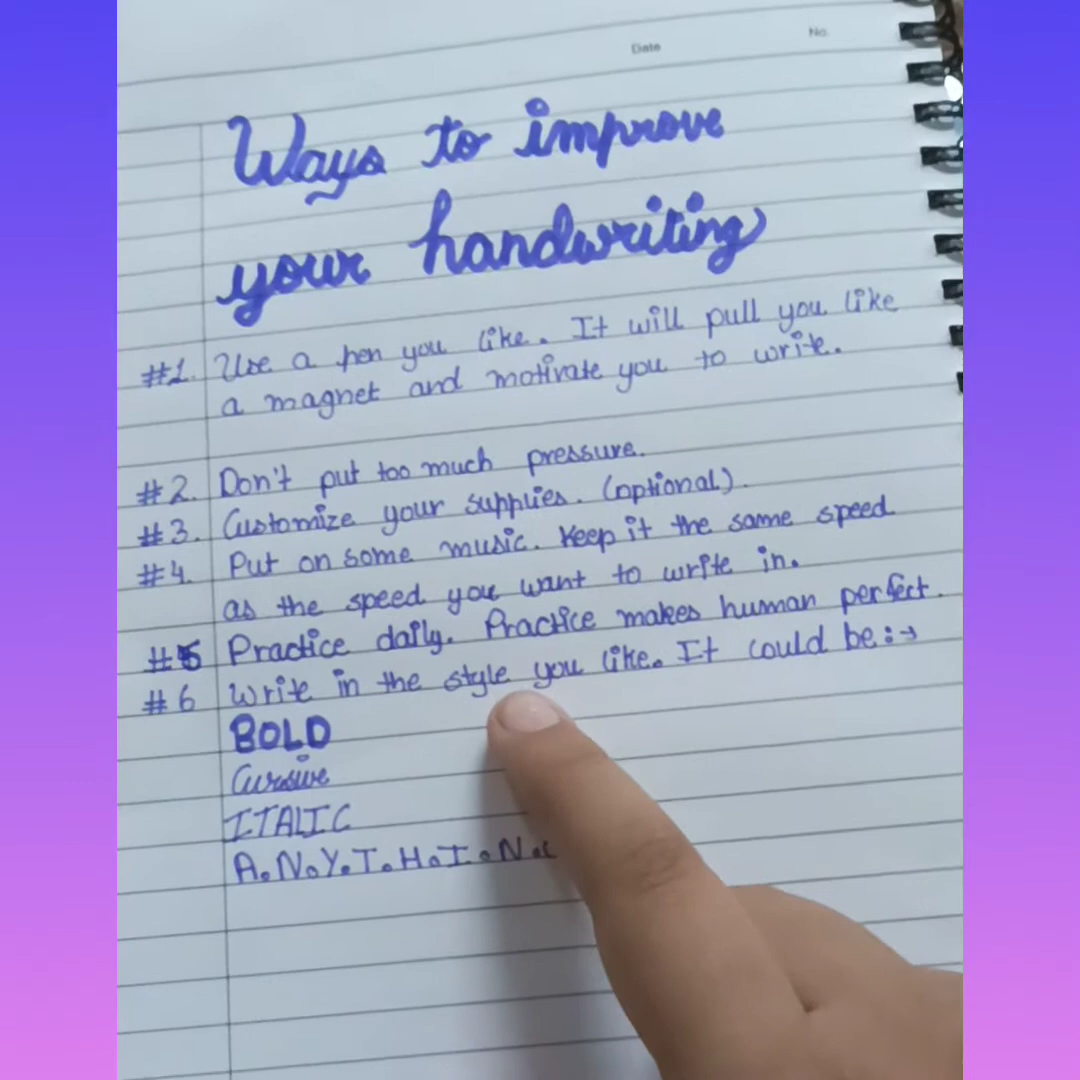 Date
No.
Ways to improve
your handwriting
#1. Use a pen you like. It will pull you like
a magnet and motivate you to write.
#2. Don't put too much pressure.
#3. Customize your supplies. (optional).
#4. Put on some music. Keep it the same speed
as the speed you want to write in.
#5 Practice daily. Practice makes human perfect.
#6 Write in the style you like. It could be:→
BOLD
Cursive
ITALIC
A.N.Y.T.H.I.N.